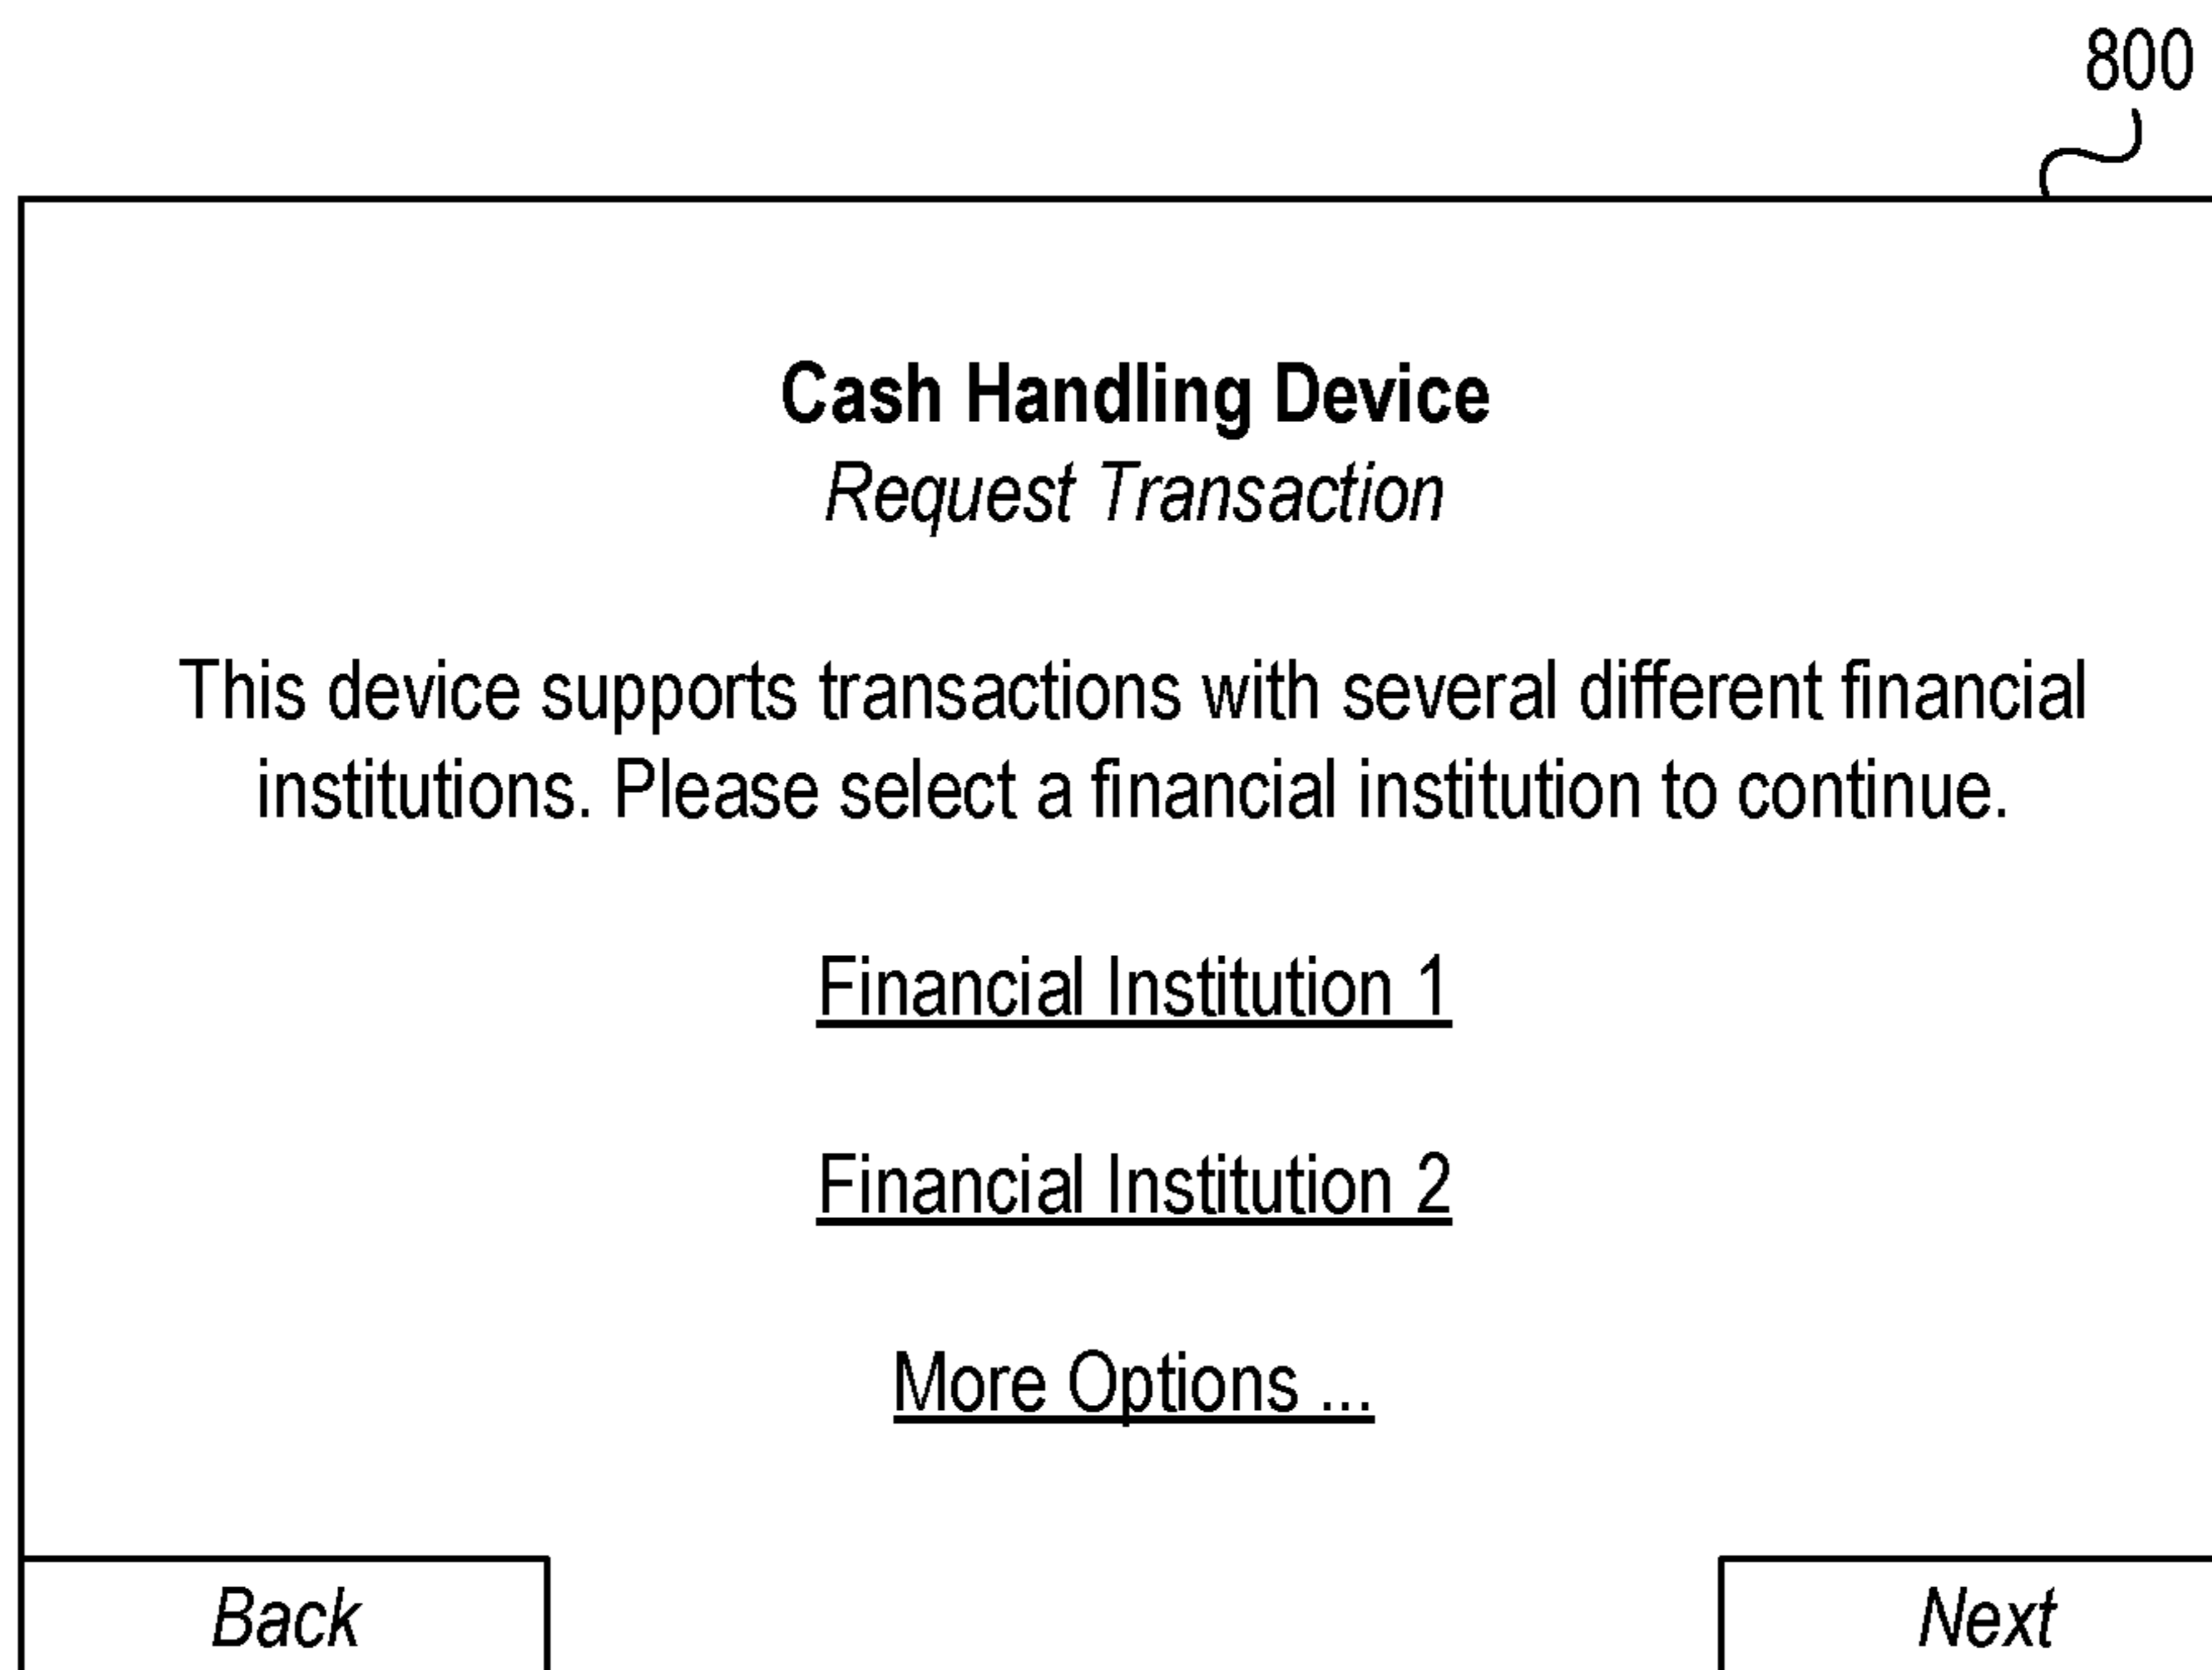 800
Cash Handling Device
Request Transaction
This device supports transactions with several different financial
institutions. Please select a financial institution to continue.
Financial Institution 1
Financial Institution 2
More Options ...
Back
Next